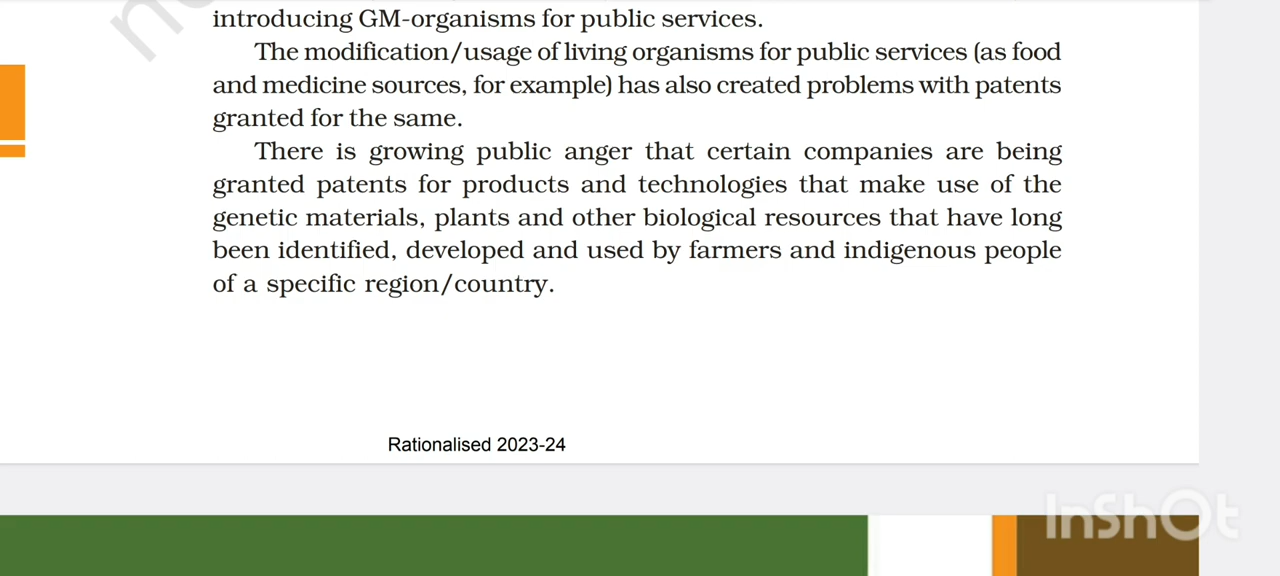 introducing GM-organisms for public services.
The modification/usage of living organisms for public services (as food
and medicine sources, for example) has also created problems with patents
granted for the same.
There is growing public anger that certain companies are being
granted patents for products and technologies that make use of the
genetic materials, plants and other biological resources that have long
been identified, developed and used by farmers and indigenous people
of a specific region/country.
Rationalised 2023-24
InShOt